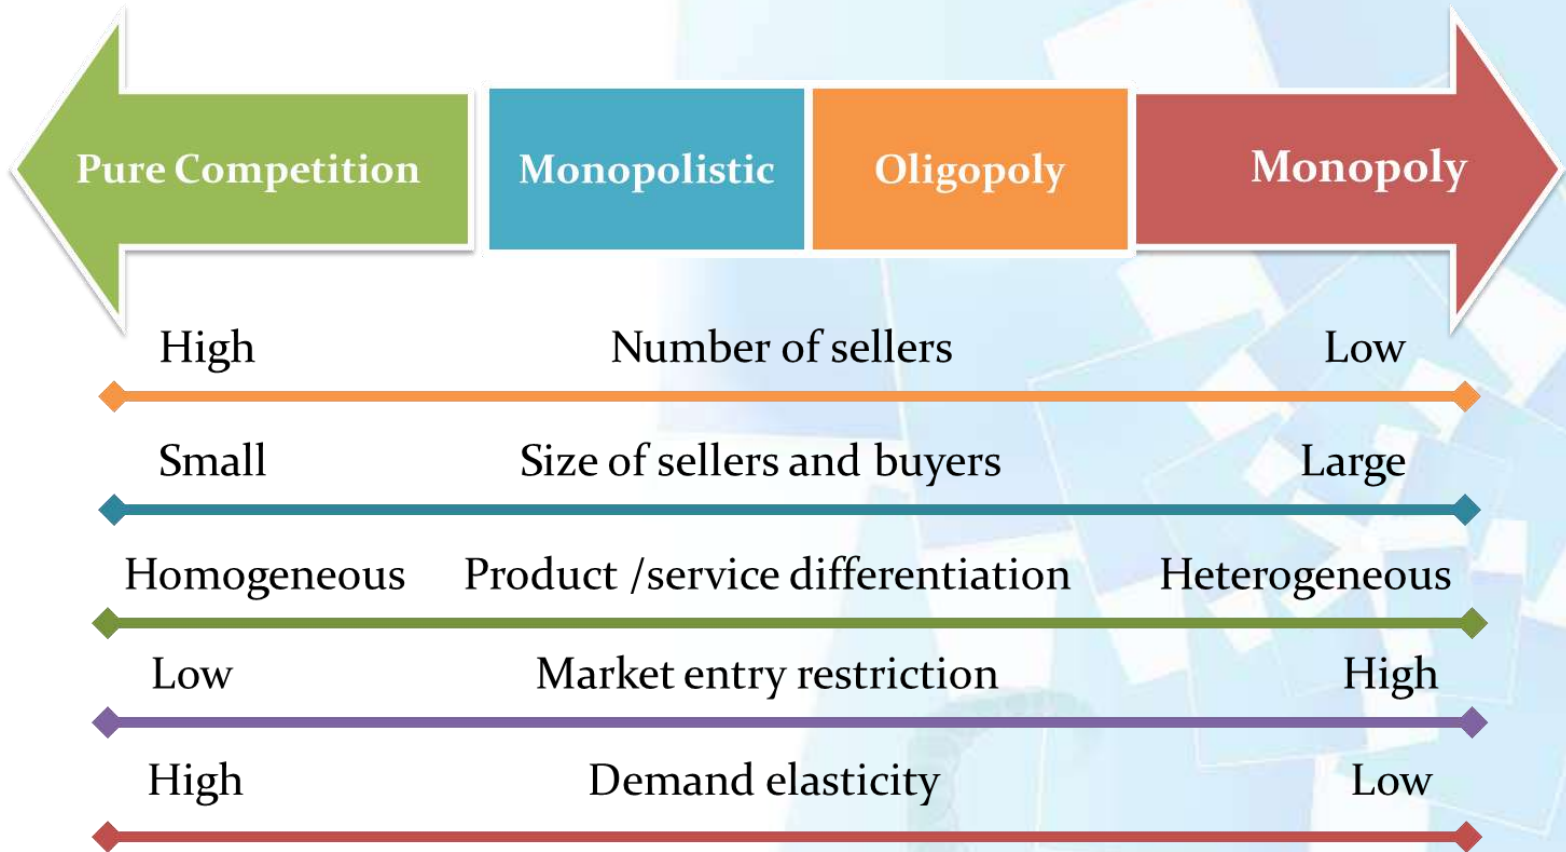 Pure Competition Monopolistic Oligopoly Monopoly
High Number of sellers Low
Small Size of sellers and buyers Large
Homogeneous Product /service differentiation Heterogeneous
Low Market entry restriction High
High Demand elasticity Low